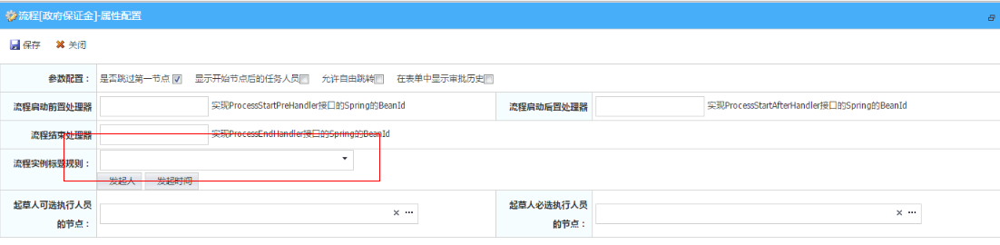 流程[政府保证金]-属性配置
保存 关闭
参数配置： 是否跳过第一节点 显示开始节点后的任务人员 允许自由跳转 在表单中显示审批历史
流程启动前置处理器 实现ProcessStartPreHandler接口的Spring的BeanId 流程启动后置处理器 实现ProcessStartAfterHandler接口的Spring的BeanId
流程结束处理器 实现ProcessEndHandler接口的Spring的BeanId
流程实例标签规则：
发起人 发起时间
起草人可选执行人员 起草人必选执行人员
的节点： 的节点：